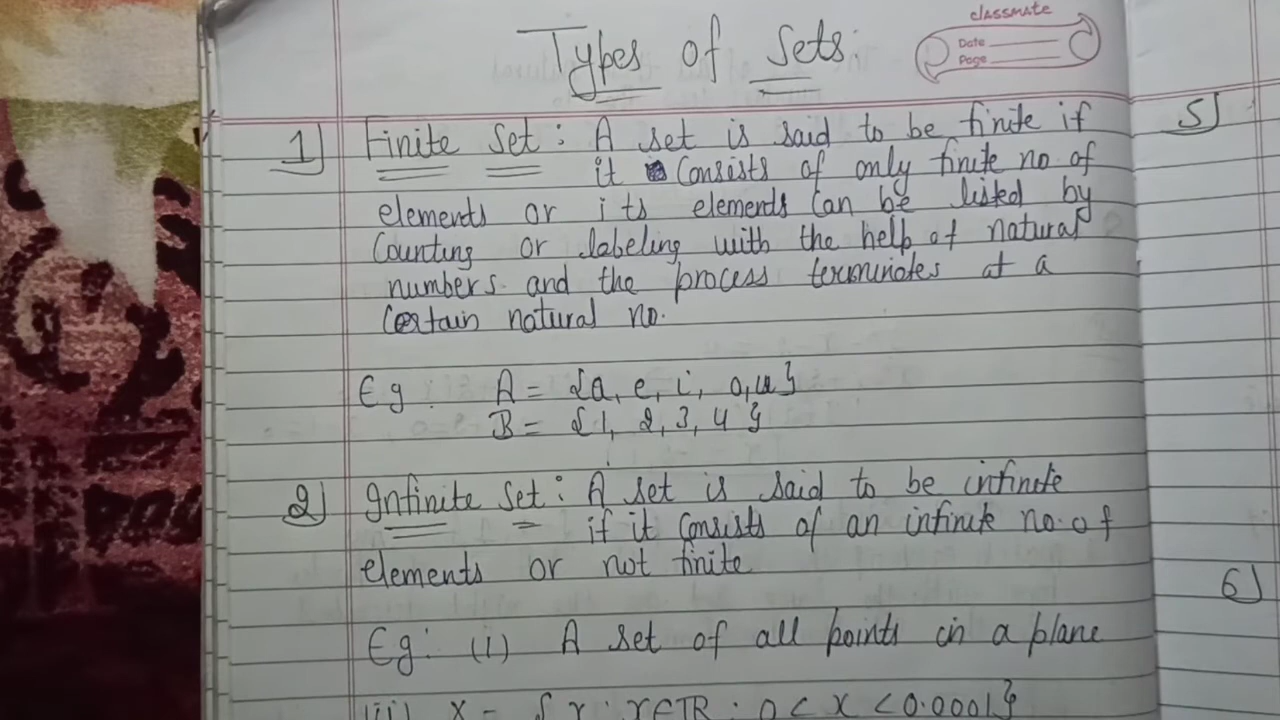 classmate
Date
Page
Types of Sets:
1) Finite Set: A set is said to be finite if
it consists of only finite no of
elements or its elements can be listed by
counting or labeling with the help of natural
numbers and the process terminates at a
certain natural no.
Eg: A = {a, e, i, o, u}
B = {1, 2, 3, 4}
2) Infinite Set: A set is said to be infinite
if it consists of an infinite no. of
elements or not finite
Eg: (i) A set of all points in a plane
(ii) X = {x: x∈R: 0 < x < 0.0001}
5)
6)